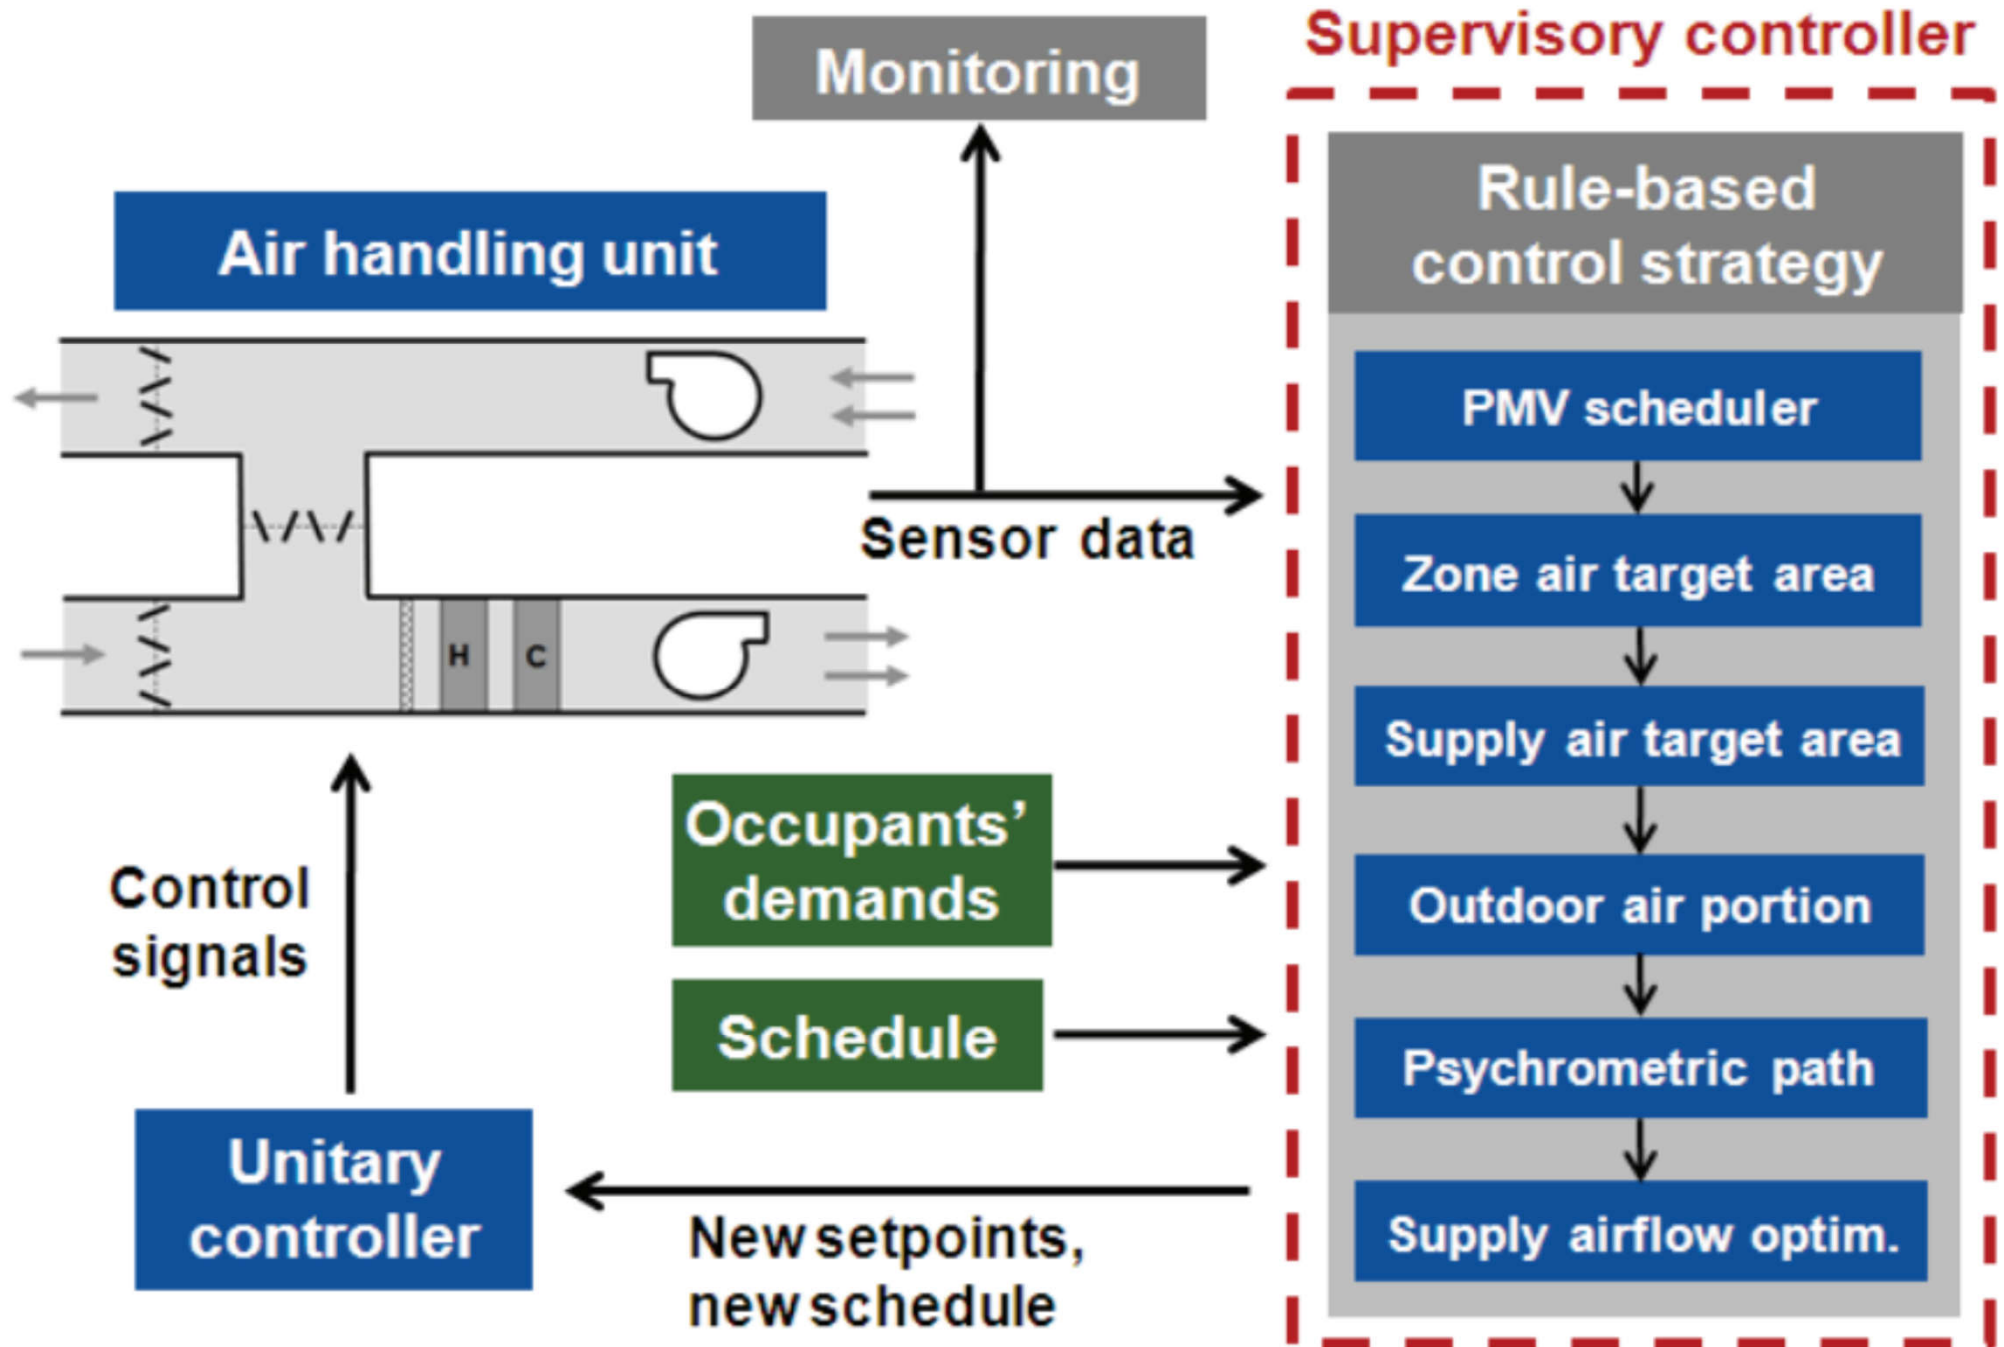 Supervisory controller
Monitoring
Rule-based
control strategy
Air handling unit
PMV scheduler
Sensor data
Zone air target area
H
C
Supply air target area
Occupants’
demands
Control
signals
Outdoor air portion
Schedule
Psychrometric path
Unitary
controller
New setpoints,
new schedule
Supply airflow optim.